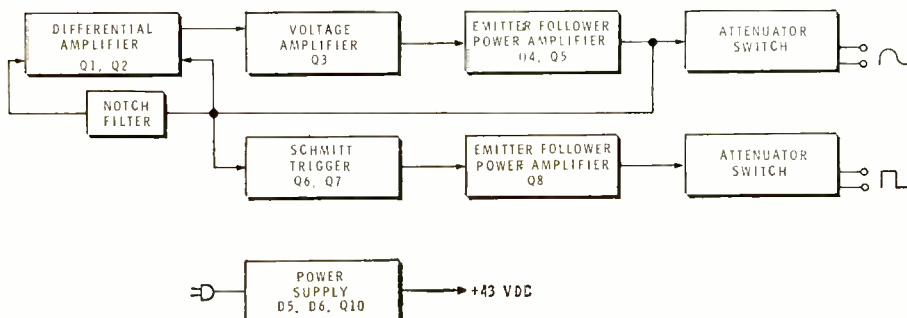 DIFFERENTIAL
AMPLIFIER
Q1, Q2
VOLTAGE
AMPLIFIER
Q3
EMITTER FOLLOWER
POWER AMPLIFIER
Q4, Q5
ATTENUATOR
SWITCH
NOTCH
FILTER
SCHMITT
TRIGGER
Q6, Q7
EMITTER FOLLOWER
POWER AMPLIFIER
Q8
ATTENUATOR
SWITCH
POWER
SUPPLY
D5, D6, Q10
+43 VDC